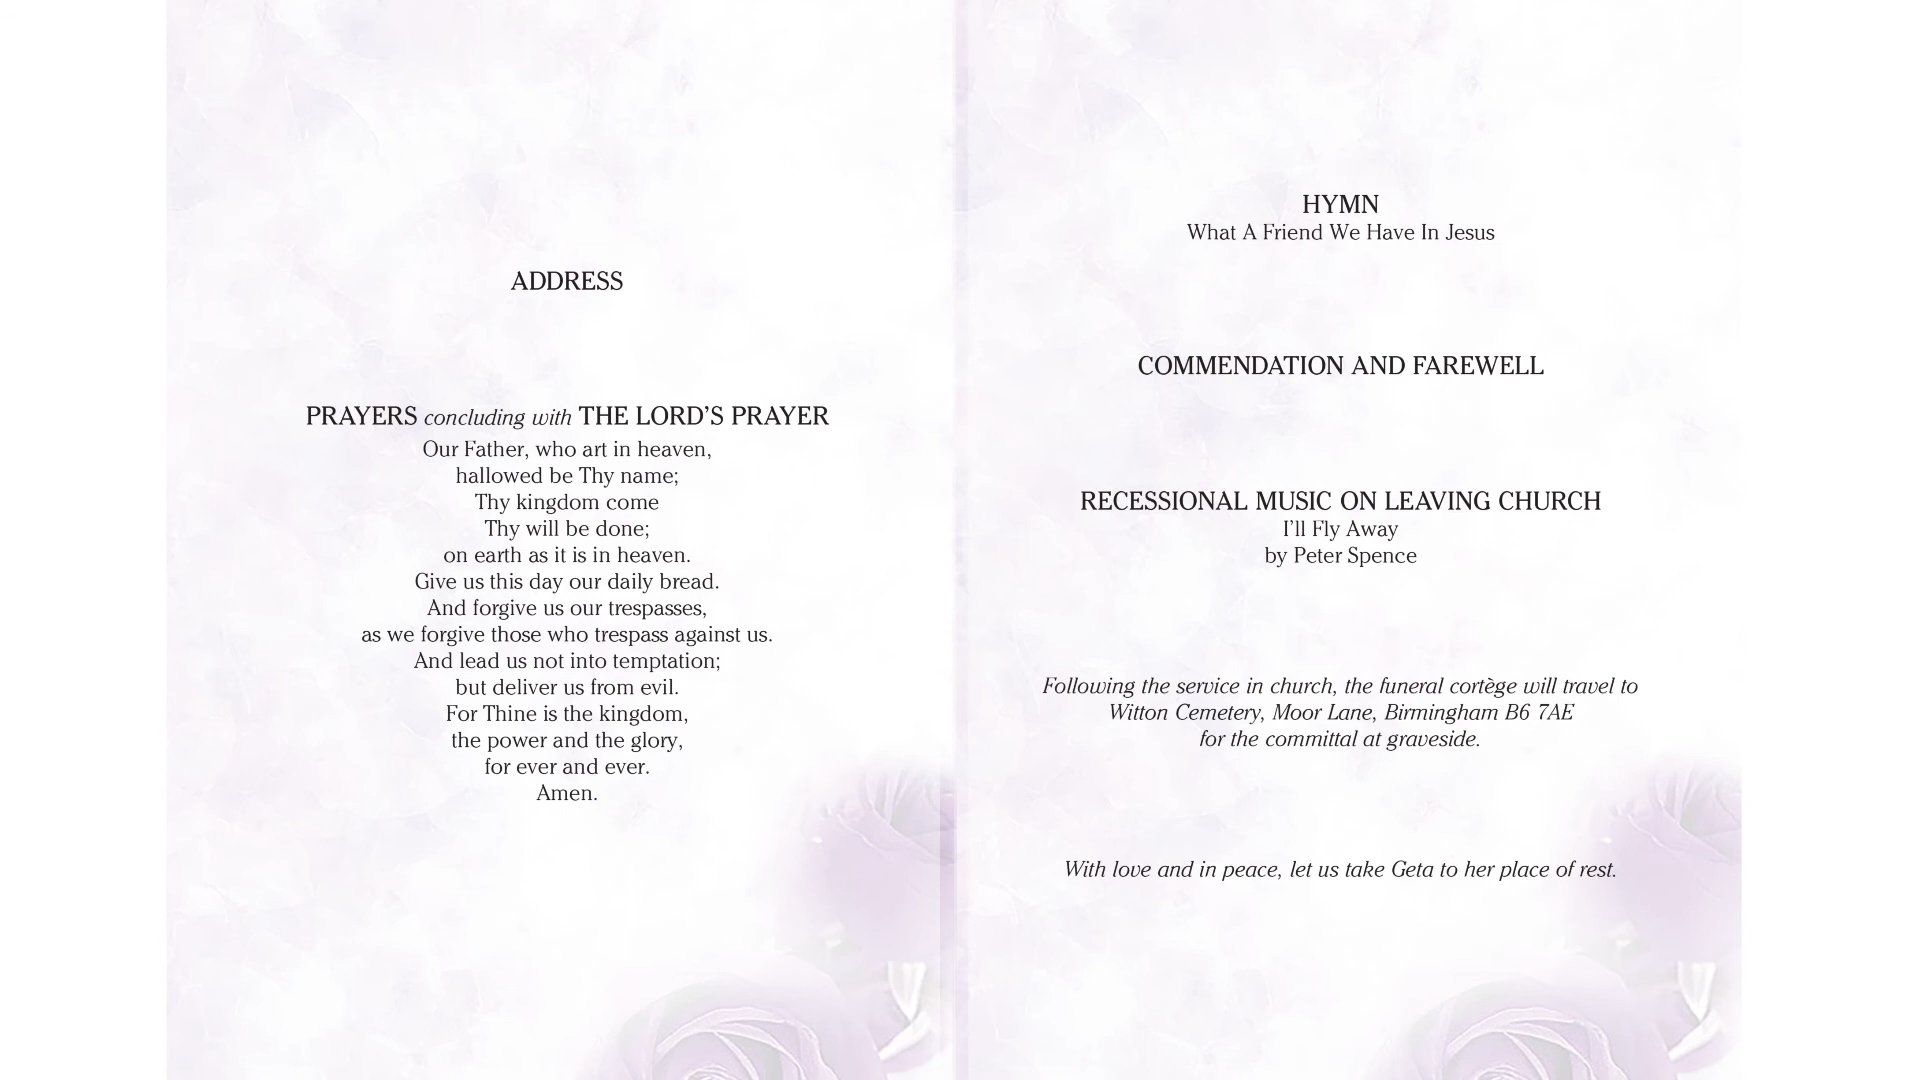 ADDRESS
PRAYERS concluding with THE LORD’S PRAYER
Our Father, who art in heaven,
hallowed be Thy name;
Thy kingdom come
Thy will be done;
on earth as it is in heaven.
Give us this day our daily bread.
And forgive us our trespasses,
as we forgive those who trespass against us.
And lead us not into temptation;
but deliver us from evil.
For Thine is the kingdom,
the power and the glory,
for ever and ever.
Amen.
HYMN
What A Friend We Have In Jesus
COMMENDATION AND FAREWELL
RECESSIONAL MUSIC ON LEAVING CHURCH
I’ll Fly Away
by Peter Spence
Following the service in church, the funeral cortège will travel to
Witton Cemetery, Moor Lane, Birmingham B6 7AE
for the committal at graveside.
With love and in peace, let us take Geta to her place of rest.